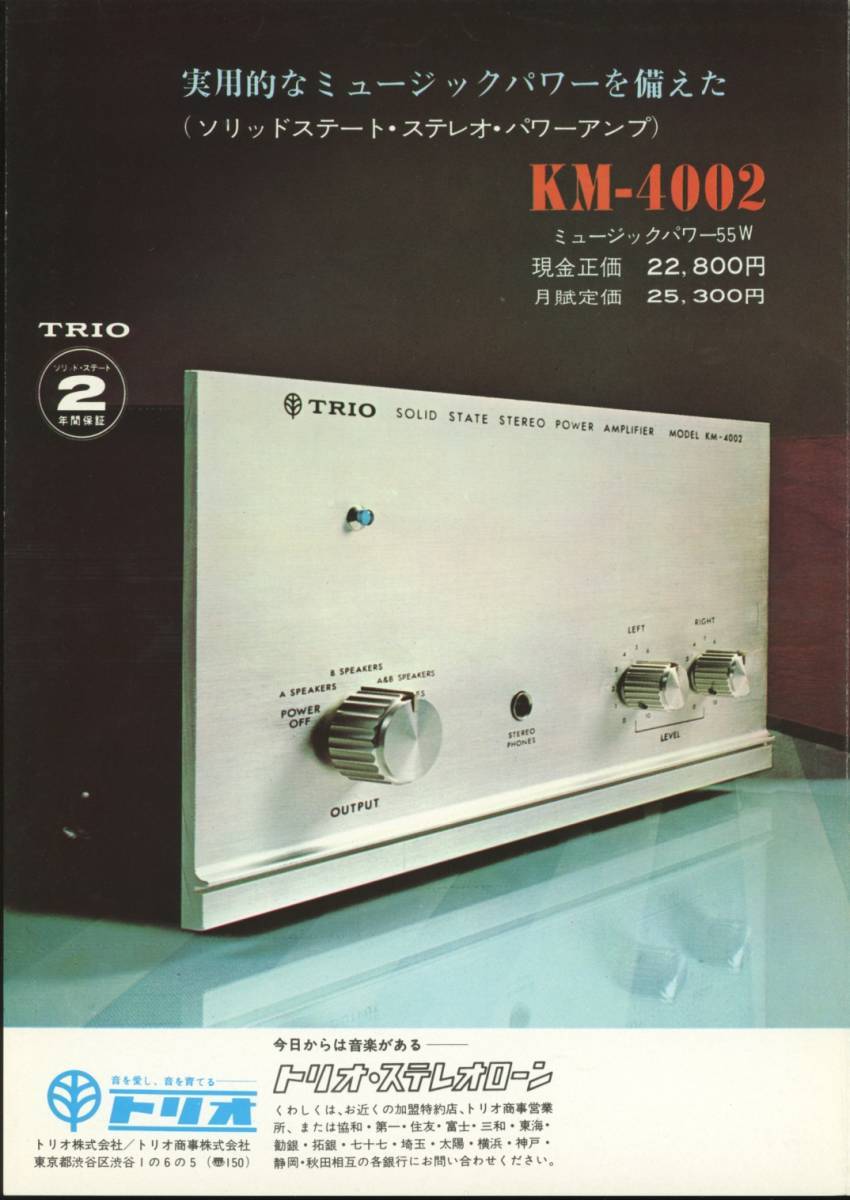 実用的なミュージックパワーを備えた
(ソリッドステート・ステレオ・パワーアンプ)
KM-4002
ミュージックパワー55W
現金正価 22,800円
月賦定価 25,300円
TRIO
ソリッド・ステート
2
年間保証
TRIO SOLID STATE STEREO POWER AMPLIFIER MODEL KM-4002
B SPEAKERS
A SPEAKERS A&B SPEAKERS
POWER OFF
OUTPUT
STEREO PHONES
LEFT
RIGHT
LEVEL
今日からは音楽がある——
トリオ・ステレオローン
くわしくは、お近くの加盟特約店、トリオ商事営業
所、または協和・第一・住友・富士・三和・東海・
勧銀・拓銀・七十七・埼玉・太陽・横浜・神戸・
静岡・秋田相互の各銀行にお問い合わせください。
音を愛し、音を育てる——
トリオ
トリオ株式会社/トリオ商事株式会社
東京都渋谷区渋谷1の6の5 (〠150)